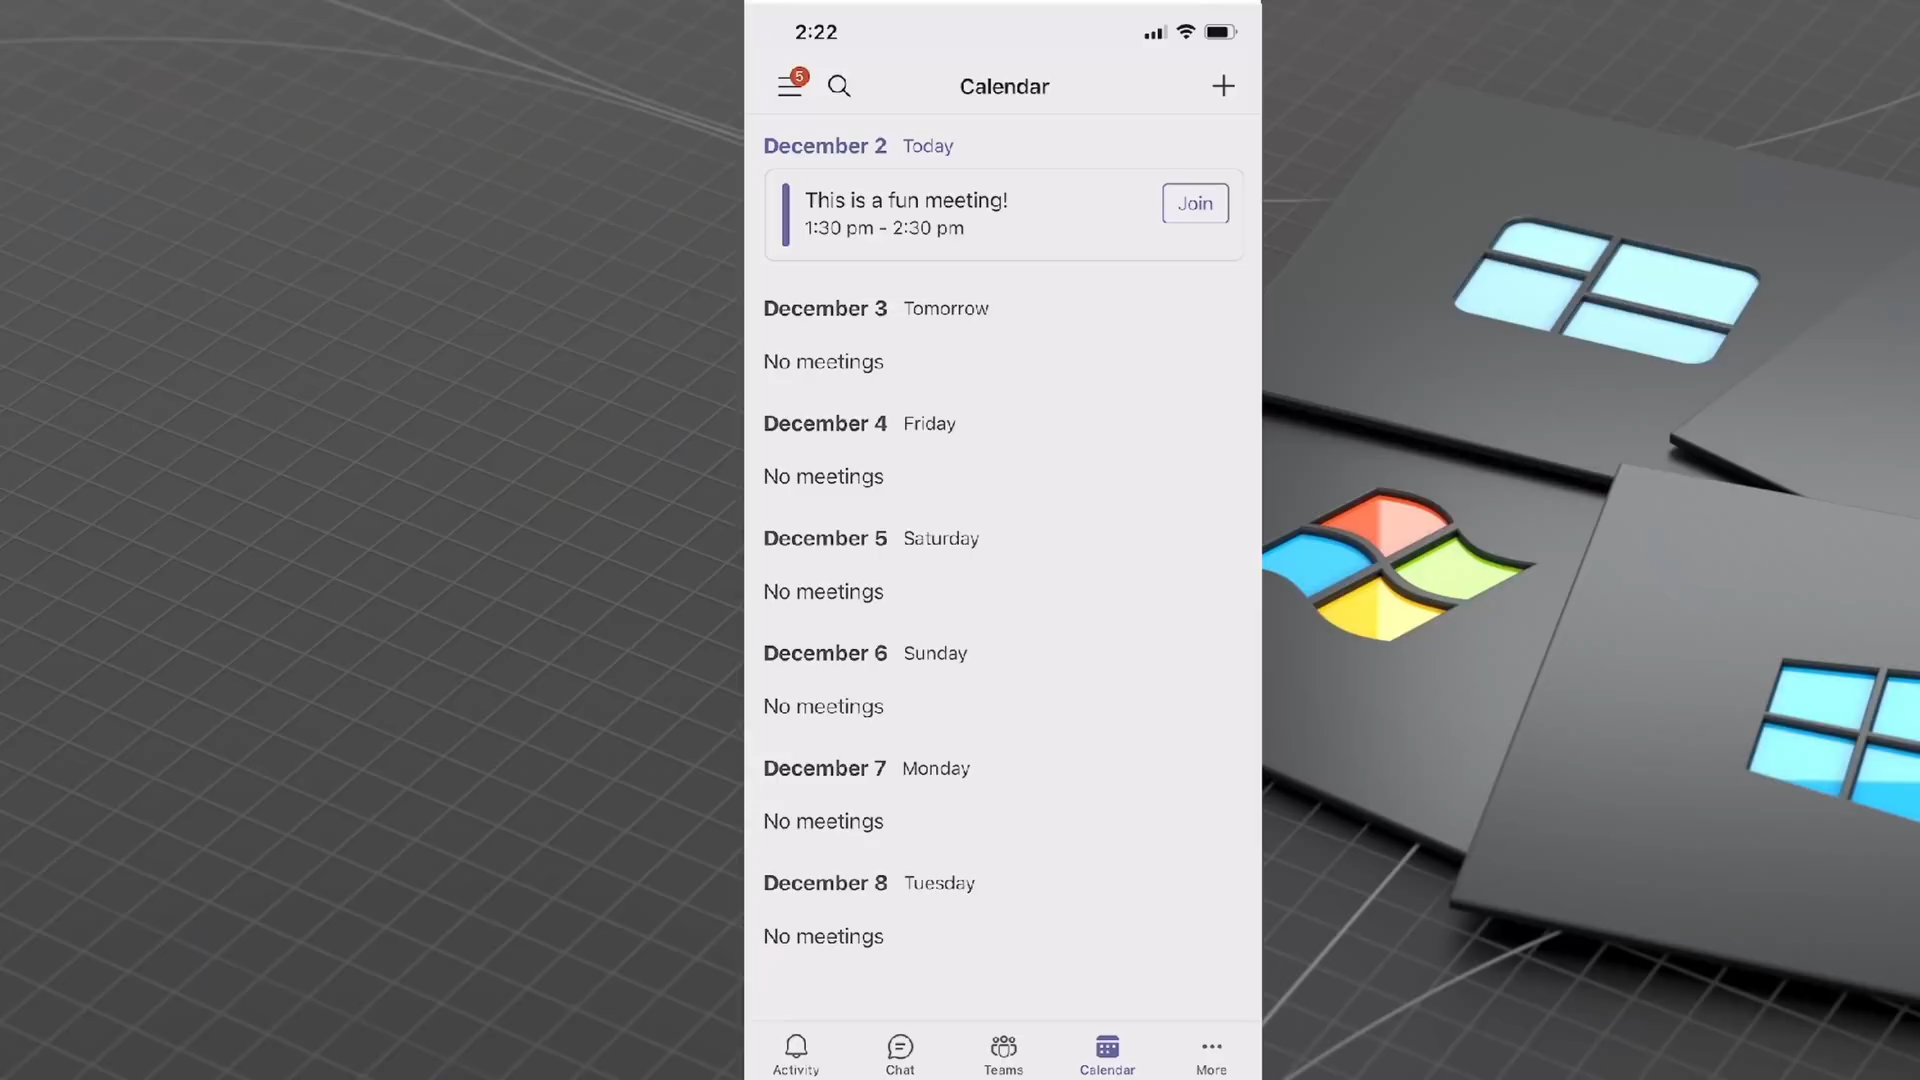 2:22
5
Calendar
December 2 Today
This is a fun meeting!
1:30 pm - 2:30 pm
Join
December 3 Tomorrow
No meetings
December 4 Friday
No meetings
December 5 Saturday
No meetings
December 6 Sunday
No meetings
December 7 Monday
No meetings
December 8 Tuesday
No meetings
Activity Chat Teams Calendar More